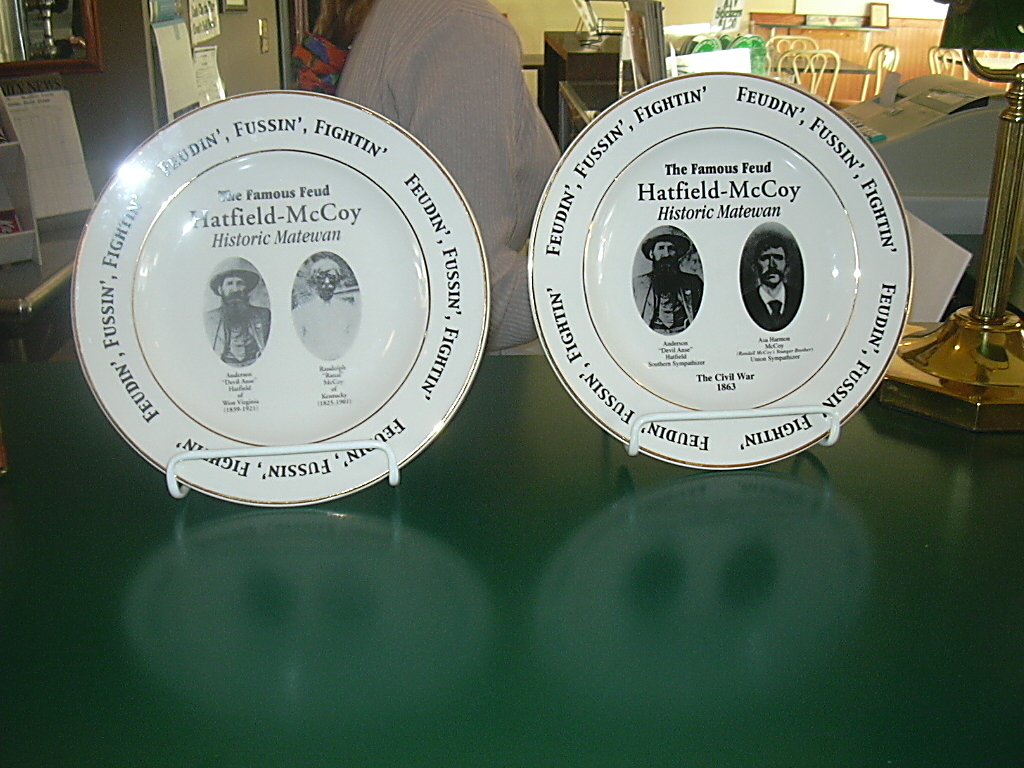 FEUDIN', FUSSIN', FIGHTIN'
FEUDIN', FUSSIN', FIGHTIN'
FEUDIN', FUSSIN', FIGHTIN'
FEUDIN', FUSSIN', FIGHTIN'
The Famous Feud
Hatfield-McCoy
Historic Matewan
Anderson
"Devil Anse"
Hatfield
of
West Virginia
(1839-1921)
Randolph
"Ranel"
McCoy
of
Kentucky
(1825-1901)
FEUDIN', FUSSIN', FIGHTIN'
FEUDIN', FUSSIN', FIGHTIN'
FEUDIN', FUSSIN', FIGHTIN'
FEUDIN', FUSSIN', FIGHTIN'
The Famous Feud
Hatfield-McCoy
Historic Matewan
Anderson
"Devil Anse"
Hatfield
Southern Sympathizer
Asa Harmon
McCoy
(Randall McCoy's Younger Brother)
Union Sympathizer
The Civil War
1863